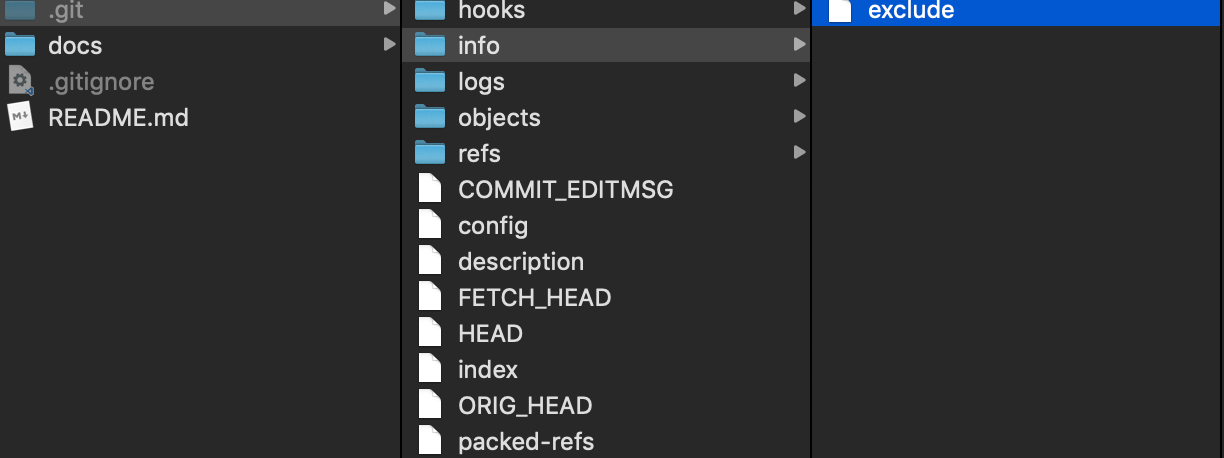 .git
docs
.gitignore
README.md
hooks
info
logs
objects
refs
COMMIT_EDITMSG
config
description
FETCH_HEAD
HEAD
index
ORIG_HEAD
packed-refs
exclude